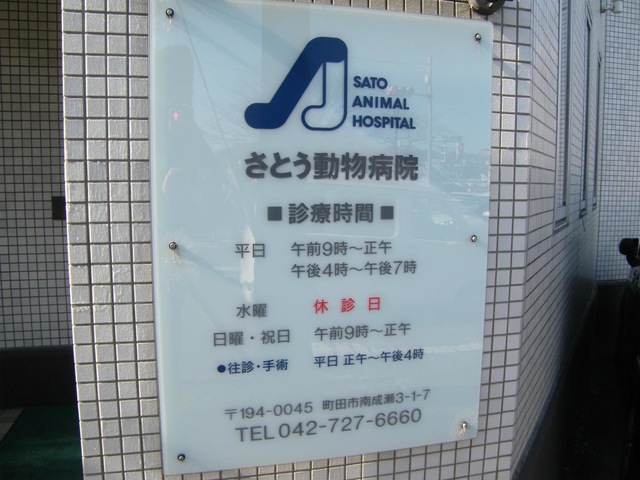 SATO
ANIMAL
HOSPITAL
さとう動物病院
■診療時間■
平日 午前9時～正午
午後4時～午後7時
水曜 休診日
日曜・祝日 午前9時～正午
●往診・手術 平日 正午～午後4時
〒194-0045 町田市南成瀬3-1-7
TEL 042-727-6660